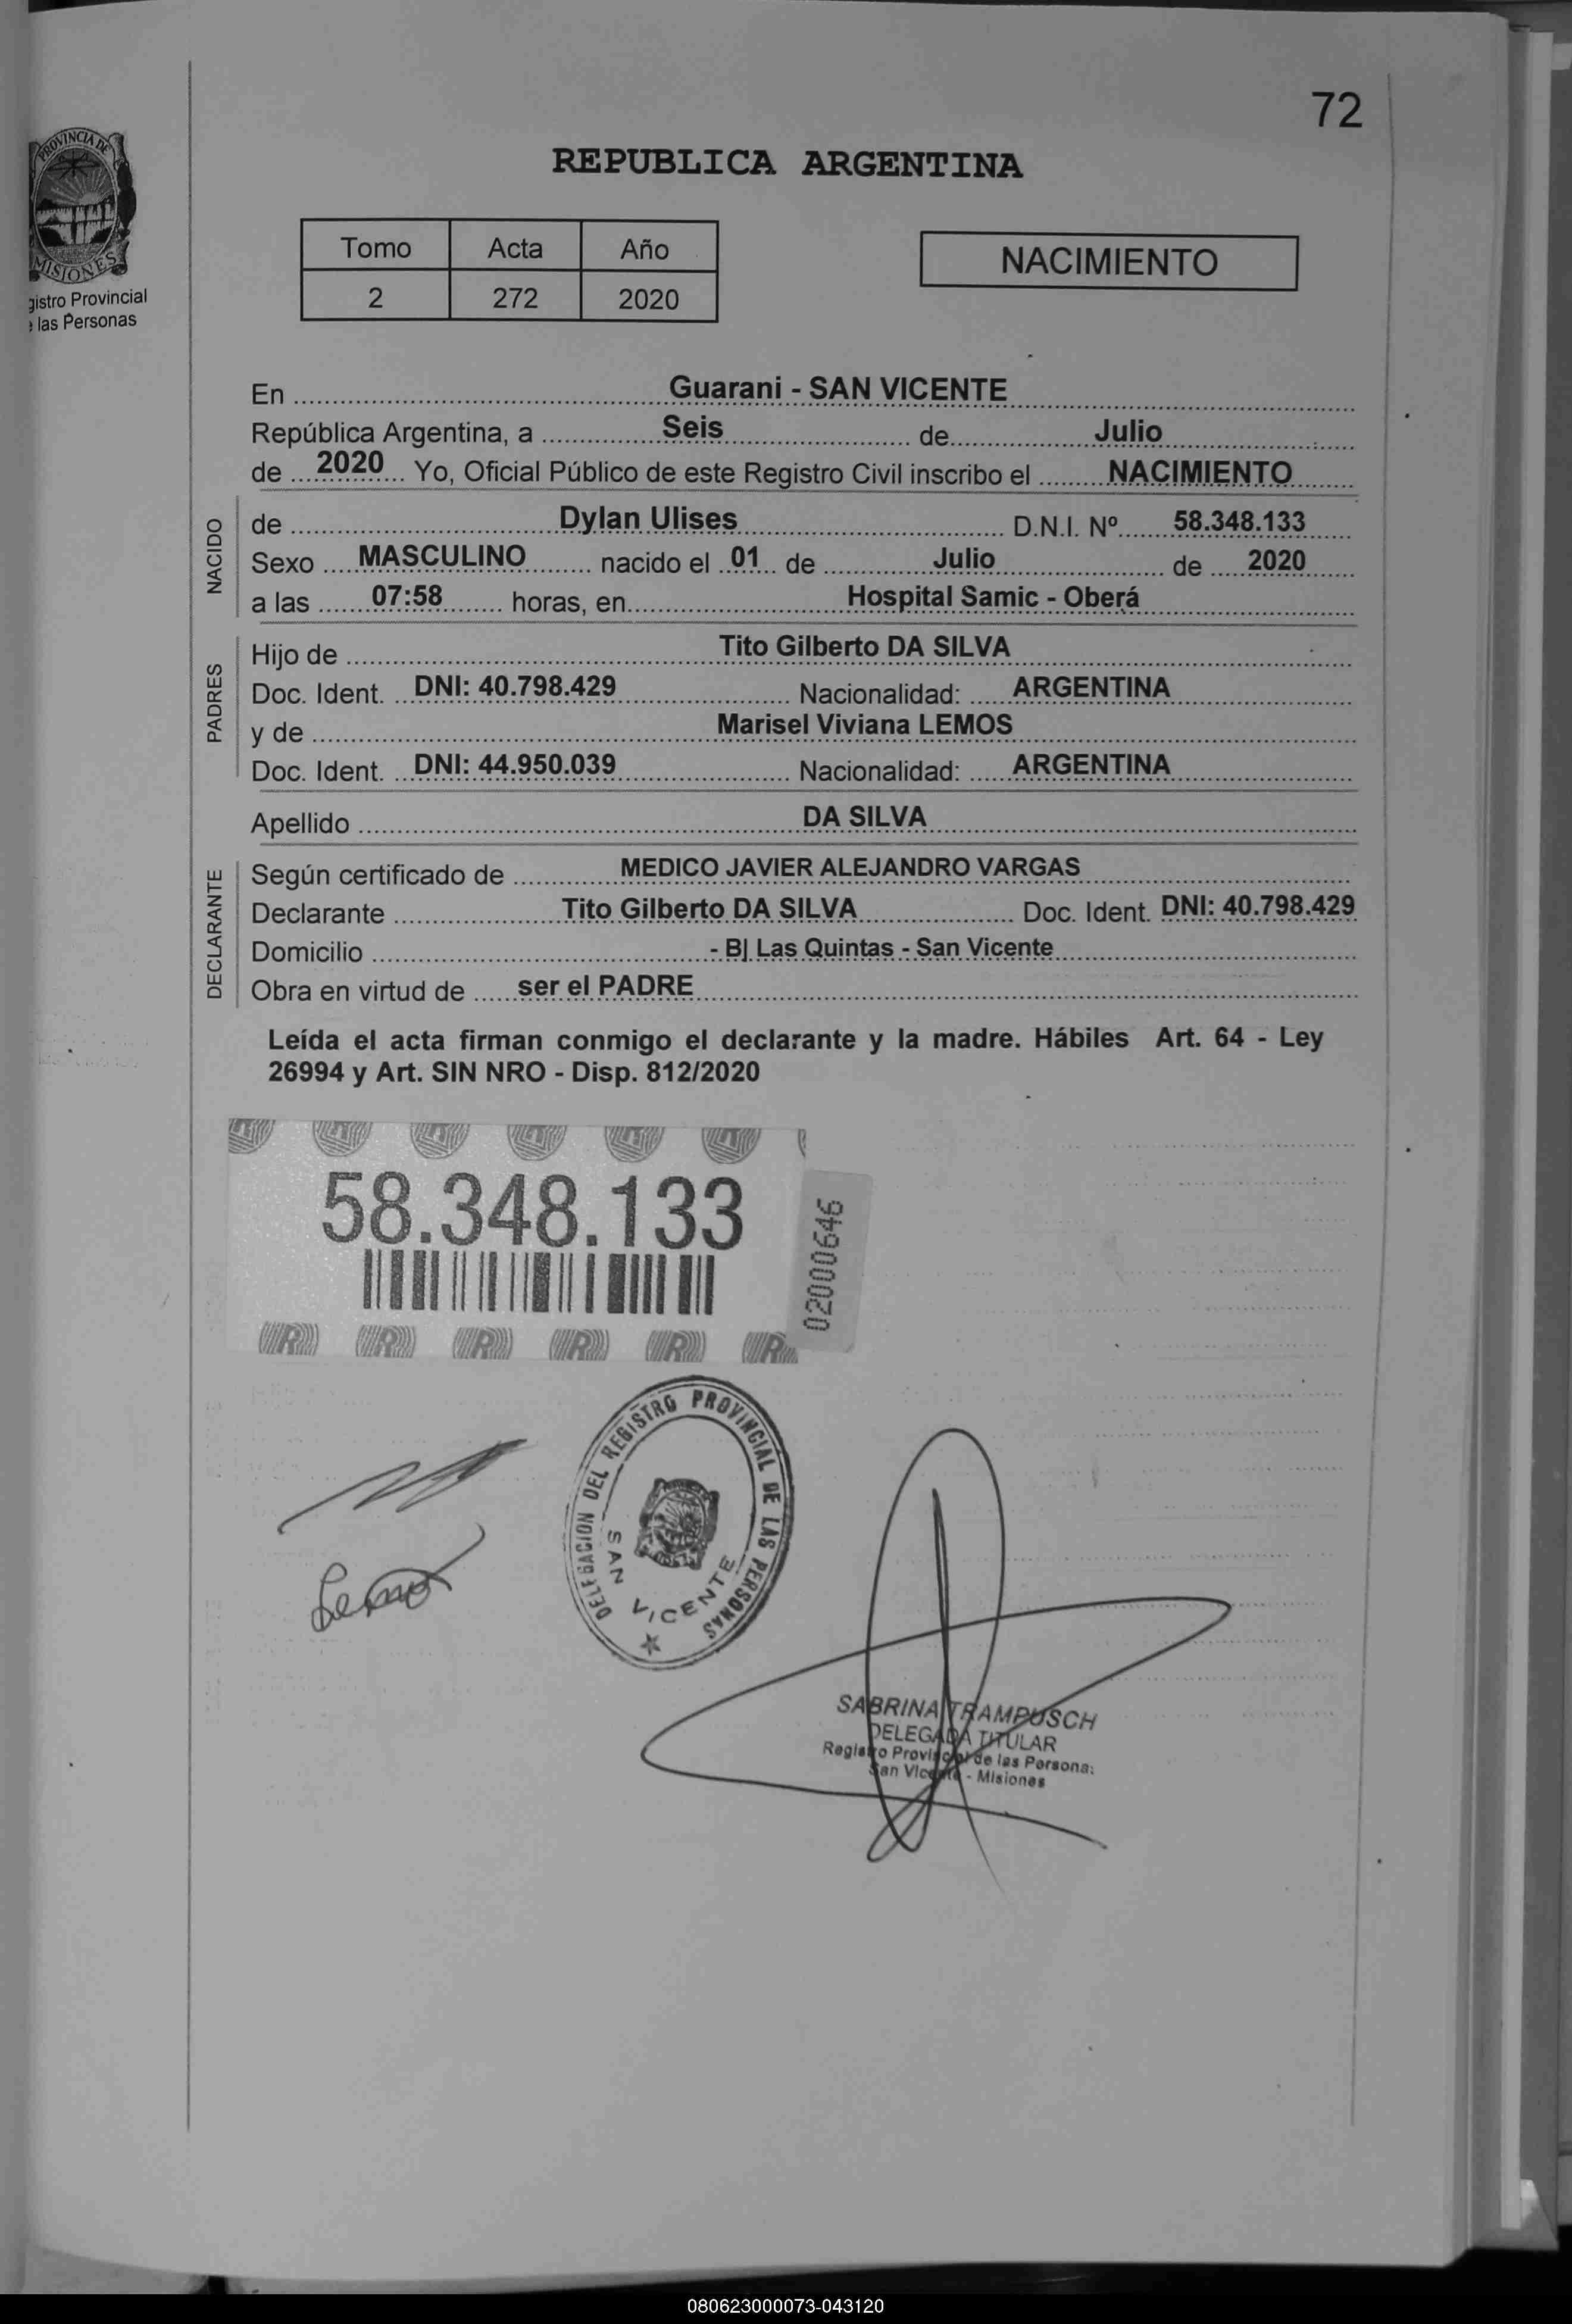 72
PROVINCIA DE
MISIONES
gistro Provincial
las Personas
REPUBLICA ARGENTINA
Tomo Acta Año
2 272 2020
NACIMIENTO
En Guarani - SAN VICENTE
República Argentina, a Seis de Julio
de 2020 Yo, Oficial Público de este Registro Civil inscribo el NACIMIENTO
NACIDO
de Dylan Ulises D.N.I. Nº 58.348.133
Sexo MASCULINO nacido el 01 de Julio de 2020
a las 07:58 horas, en Hospital Samic - Oberá
PADRES
Hijo de Tito Gilberto DA SILVA
Doc. Ident. DNI: 40.798.429 Nacionalidad: ARGENTINA
y de Marisel Viviana LEMOS
Doc. Ident. DNI: 44.950.039 Nacionalidad: ARGENTINA
Apellido DA SILVA
DECLARANTE
Según certificado de MEDICO JAVIER ALEJANDRO VARGAS
Declarante Tito Gilberto DA SILVA Doc. Ident. DNI: 40.798.429
Domicilio - B| Las Quintas - San Vicente
Obra en virtud de ser el PADRE
Leída el acta firman conmigo el declarante y la madre. Hábiles Art. 64 - Ley
26994 y Art. SIN NRO - Disp. 812/2020
58.348.133
02000646
DELEGACION DEL REGISTRO PROVINCIAL DE LAS PERSONAS
SAN VICENTE
Lemos
SABRINA TRAMPUSCH
DELEGADA TITULAR
Registro Provincial de las Persona
San Vicente - Misiones
080623000073-043120